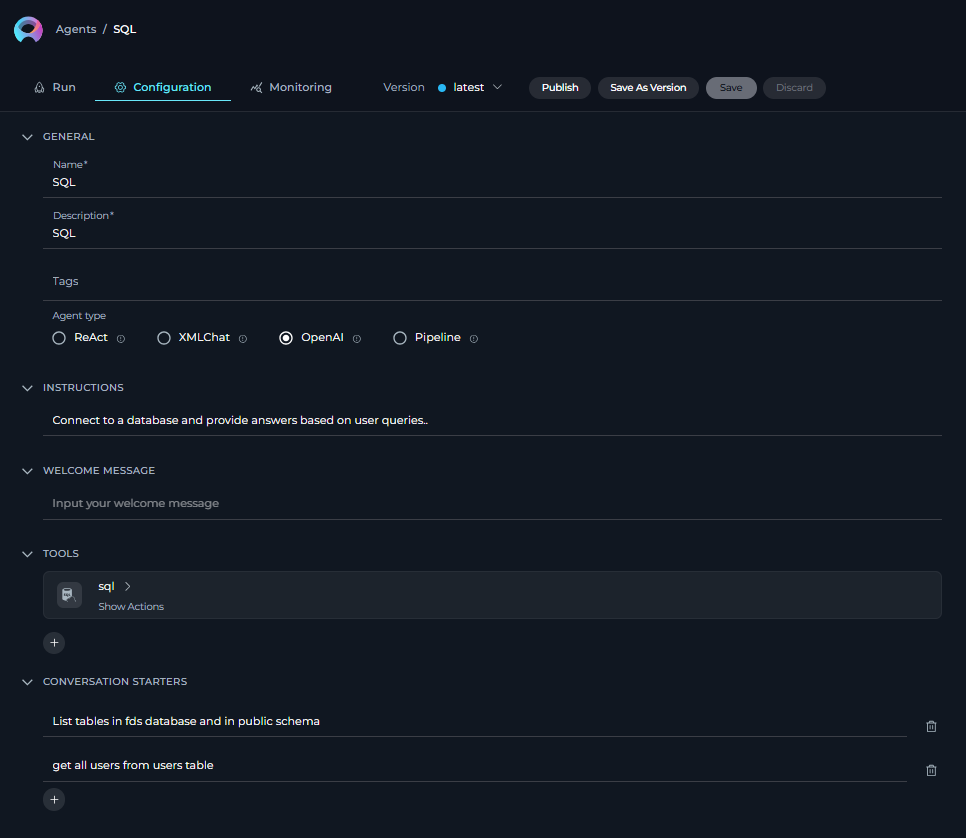 Agents / SQL
Run Configuration Monitoring Version latest Publish Save As Version Save Discard
GENERAL
Name*
SQL
Description*
SQL
Tags
Agent type
ReAct XMLChat OpenAI Pipeline
INSTRUCTIONS
Connect to a database and provide answers based on user queries..
WELCOME MESSAGE
Input your welcome message
TOOLS
sql
Show Actions
CONVERSATION STARTERS
List tables in fds database and in public schema
get all users from users table